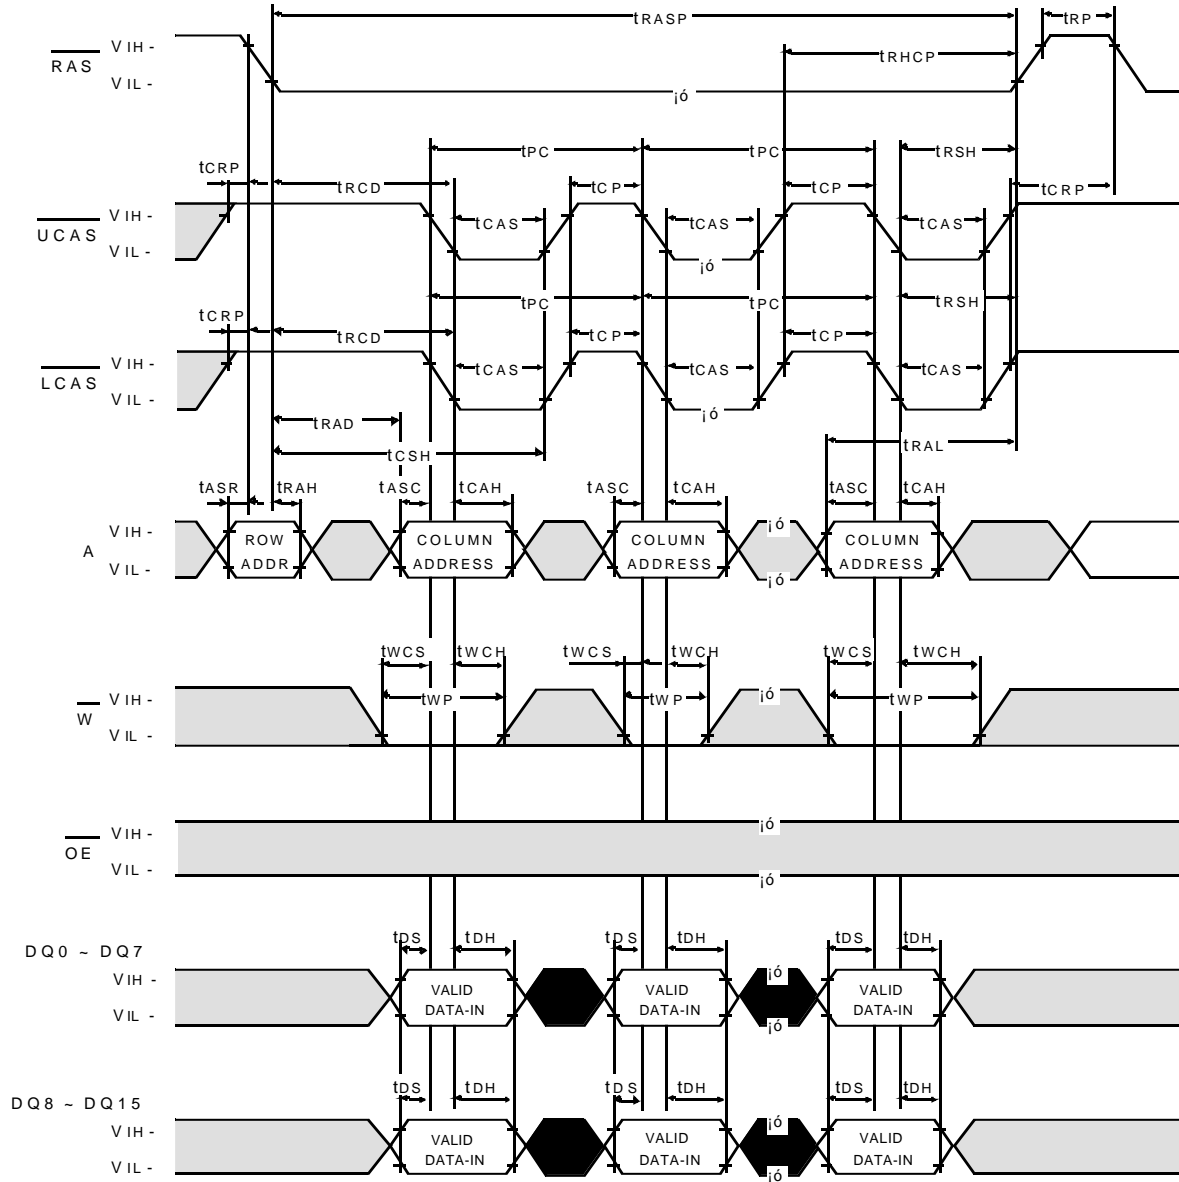 tRASP
tRP
RAS
VIH -
VIL -
tRHCP
¡ó
tPC tPC tRSH
tCRP
tRCD tCP tCP tCRP
UCAS
VIH -
VIL -
tCAS tCAS tCAS
¡ó
tPC tPC tRSH
tCRP
tRCD tCP tCP
LCAS
VIH -
VIL -
tCAS tCAS tCAS
¡ó
tRAD
tCSH
tRAL
tASR tRAH tASC tCAH tASC tCAH tASC tCAH
A
VIH -
VIL -
ROW
ADDR
COLUMN
ADDRESS
COLUMN
ADDRESS
¡ó
¡ó
COLUMN
ADDRESS
tWCS tWCH tWCS tWCH tWCS tWCH
W
VIH -
VIL -
tWP tWP ¡ó tWP
OE
VIH -
VIL -
¡ó
¡ó
DQ0 ~ DQ7
tDS tDH tDS tDH tDS tDH
VIH -
VIL -
VALID
DATA-IN
VALID
DATA-IN
¡ó
¡ó
VALID
DATA-IN
DQ8 ~ DQ15
tDS tDH tDS tDH tDS tDH
VIH -
VIL -
VALID
DATA-IN
VALID
DATA-IN
¡ó
¡ó
VALID
DATA-IN